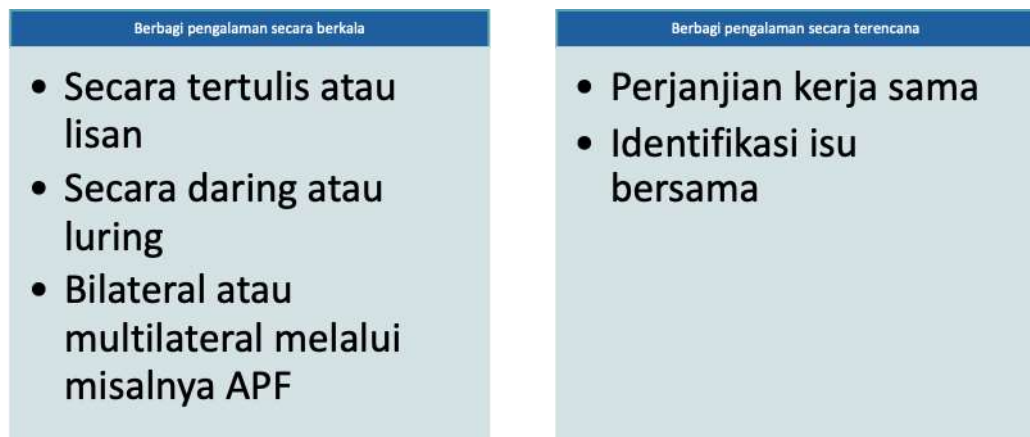 Berbagi pengalaman secara berkala
• Secara tertulis atau
lisan
• Secara daring atau
luring
• Bilateral atau
multilateral melalui
misalnya APF
Berbagi pengalaman secara terencana
• Perjanjian kerja sama
• Identifikasi isu
bersama